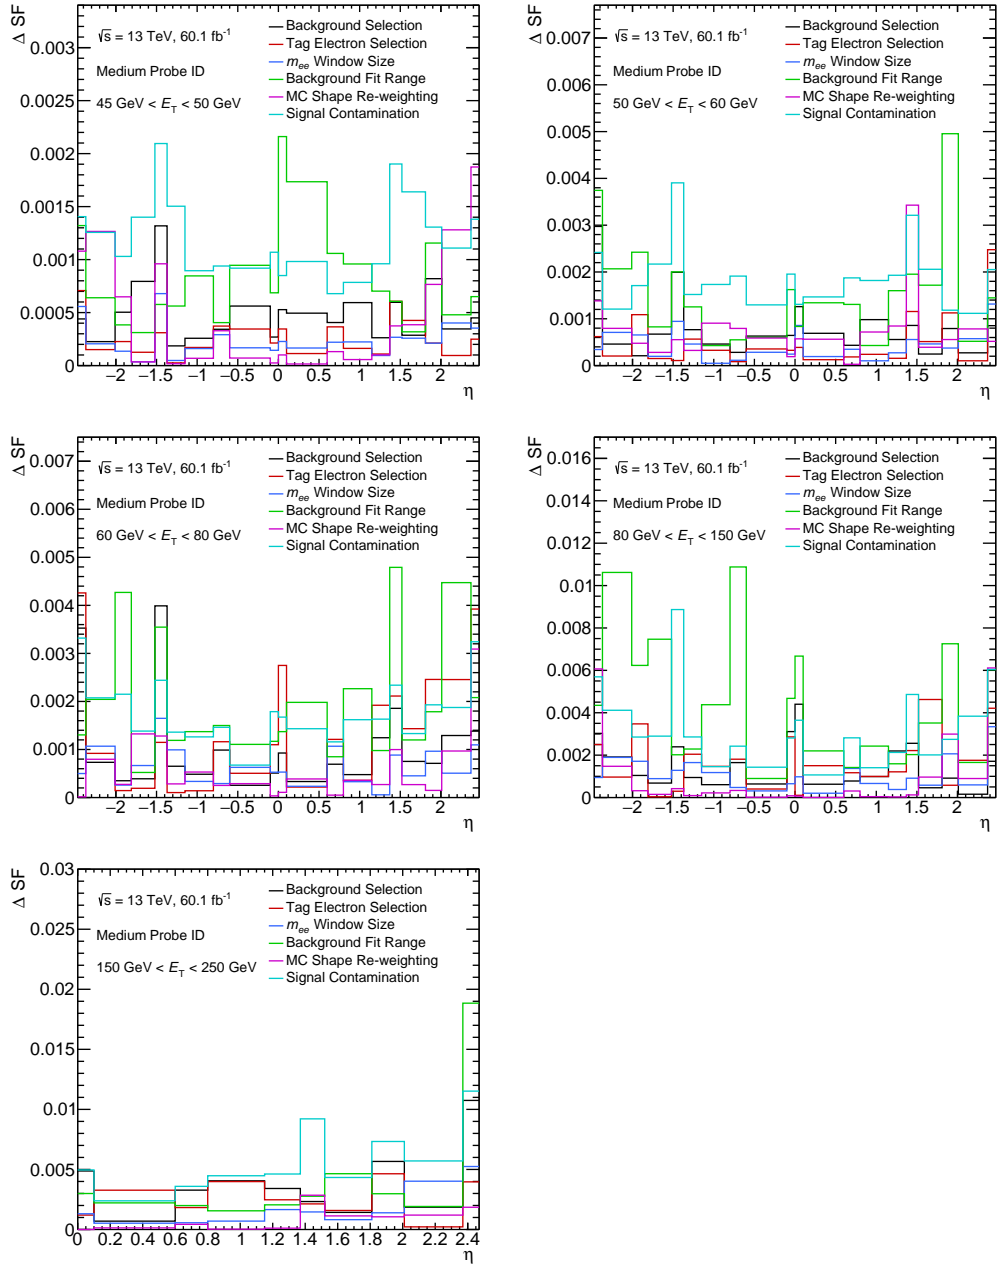 Δ SF
√s = 13 TeV, 60.1 fb⁻¹
Medium Probe ID
45 GeV < E_T < 50 GeV
Background Selection
Tag Electron Selection
m_ee Window Size
Background Fit Range
MC Shape Re-weighting
Signal Contamination
0.003
0.0025
0.002
0.0015
0.001
0.0005
0
−2 −1.5 −1 −0.5 0 0.5 1 1.5 2
η
Δ SF
√s = 13 TeV, 60.1 fb⁻¹
Medium Probe ID
50 GeV < E_T < 60 GeV
Background Selection
Tag Electron Selection
m_ee Window Size
Background Fit Range
MC Shape Re-weighting
Signal Contamination
0.007
0.006
0.005
0.004
0.003
0.002
0.001
0
−2 −1.5 −1 −0.5 0 0.5 1 1.5 2
η
Δ SF
√s = 13 TeV, 60.1 fb⁻¹
Medium Probe ID
60 GeV < E_T < 80 GeV
Background Selection
Tag Electron Selection
m_ee Window Size
Background Fit Range
MC Shape Re-weighting
Signal Contamination
0.007
0.006
0.005
0.004
0.003
0.002
0.001
0
−2 −1.5 −1 −0.5 0 0.5 1 1.5 2
η
Δ SF
√s = 13 TeV, 60.1 fb⁻¹
Medium Probe ID
80 GeV < E_T < 150 GeV
Background Selection
Tag Electron Selection
m_ee Window Size
Background Fit Range
MC Shape Re-weighting
Signal Contamination
0.016
0.014
0.012
0.01
0.008
0.006
0.004
0.002
0
−2 −1.5 −1 −0.5 0 0.5 1 1.5 2
η
Δ SF
√s = 13 TeV, 60.1 fb⁻¹
Medium Probe ID
150 GeV < E_T < 250 GeV
Background Selection
Tag Electron Selection
m_ee Window Size
Background Fit Range
MC Shape Re-weighting
Signal Contamination
0.03
0.025
0.02
0.015
0.01
0.005
0
0 0.2 0.4 0.6 0.8 1 1.2 1.4 1.6 1.8 2 2.2 2.4
η